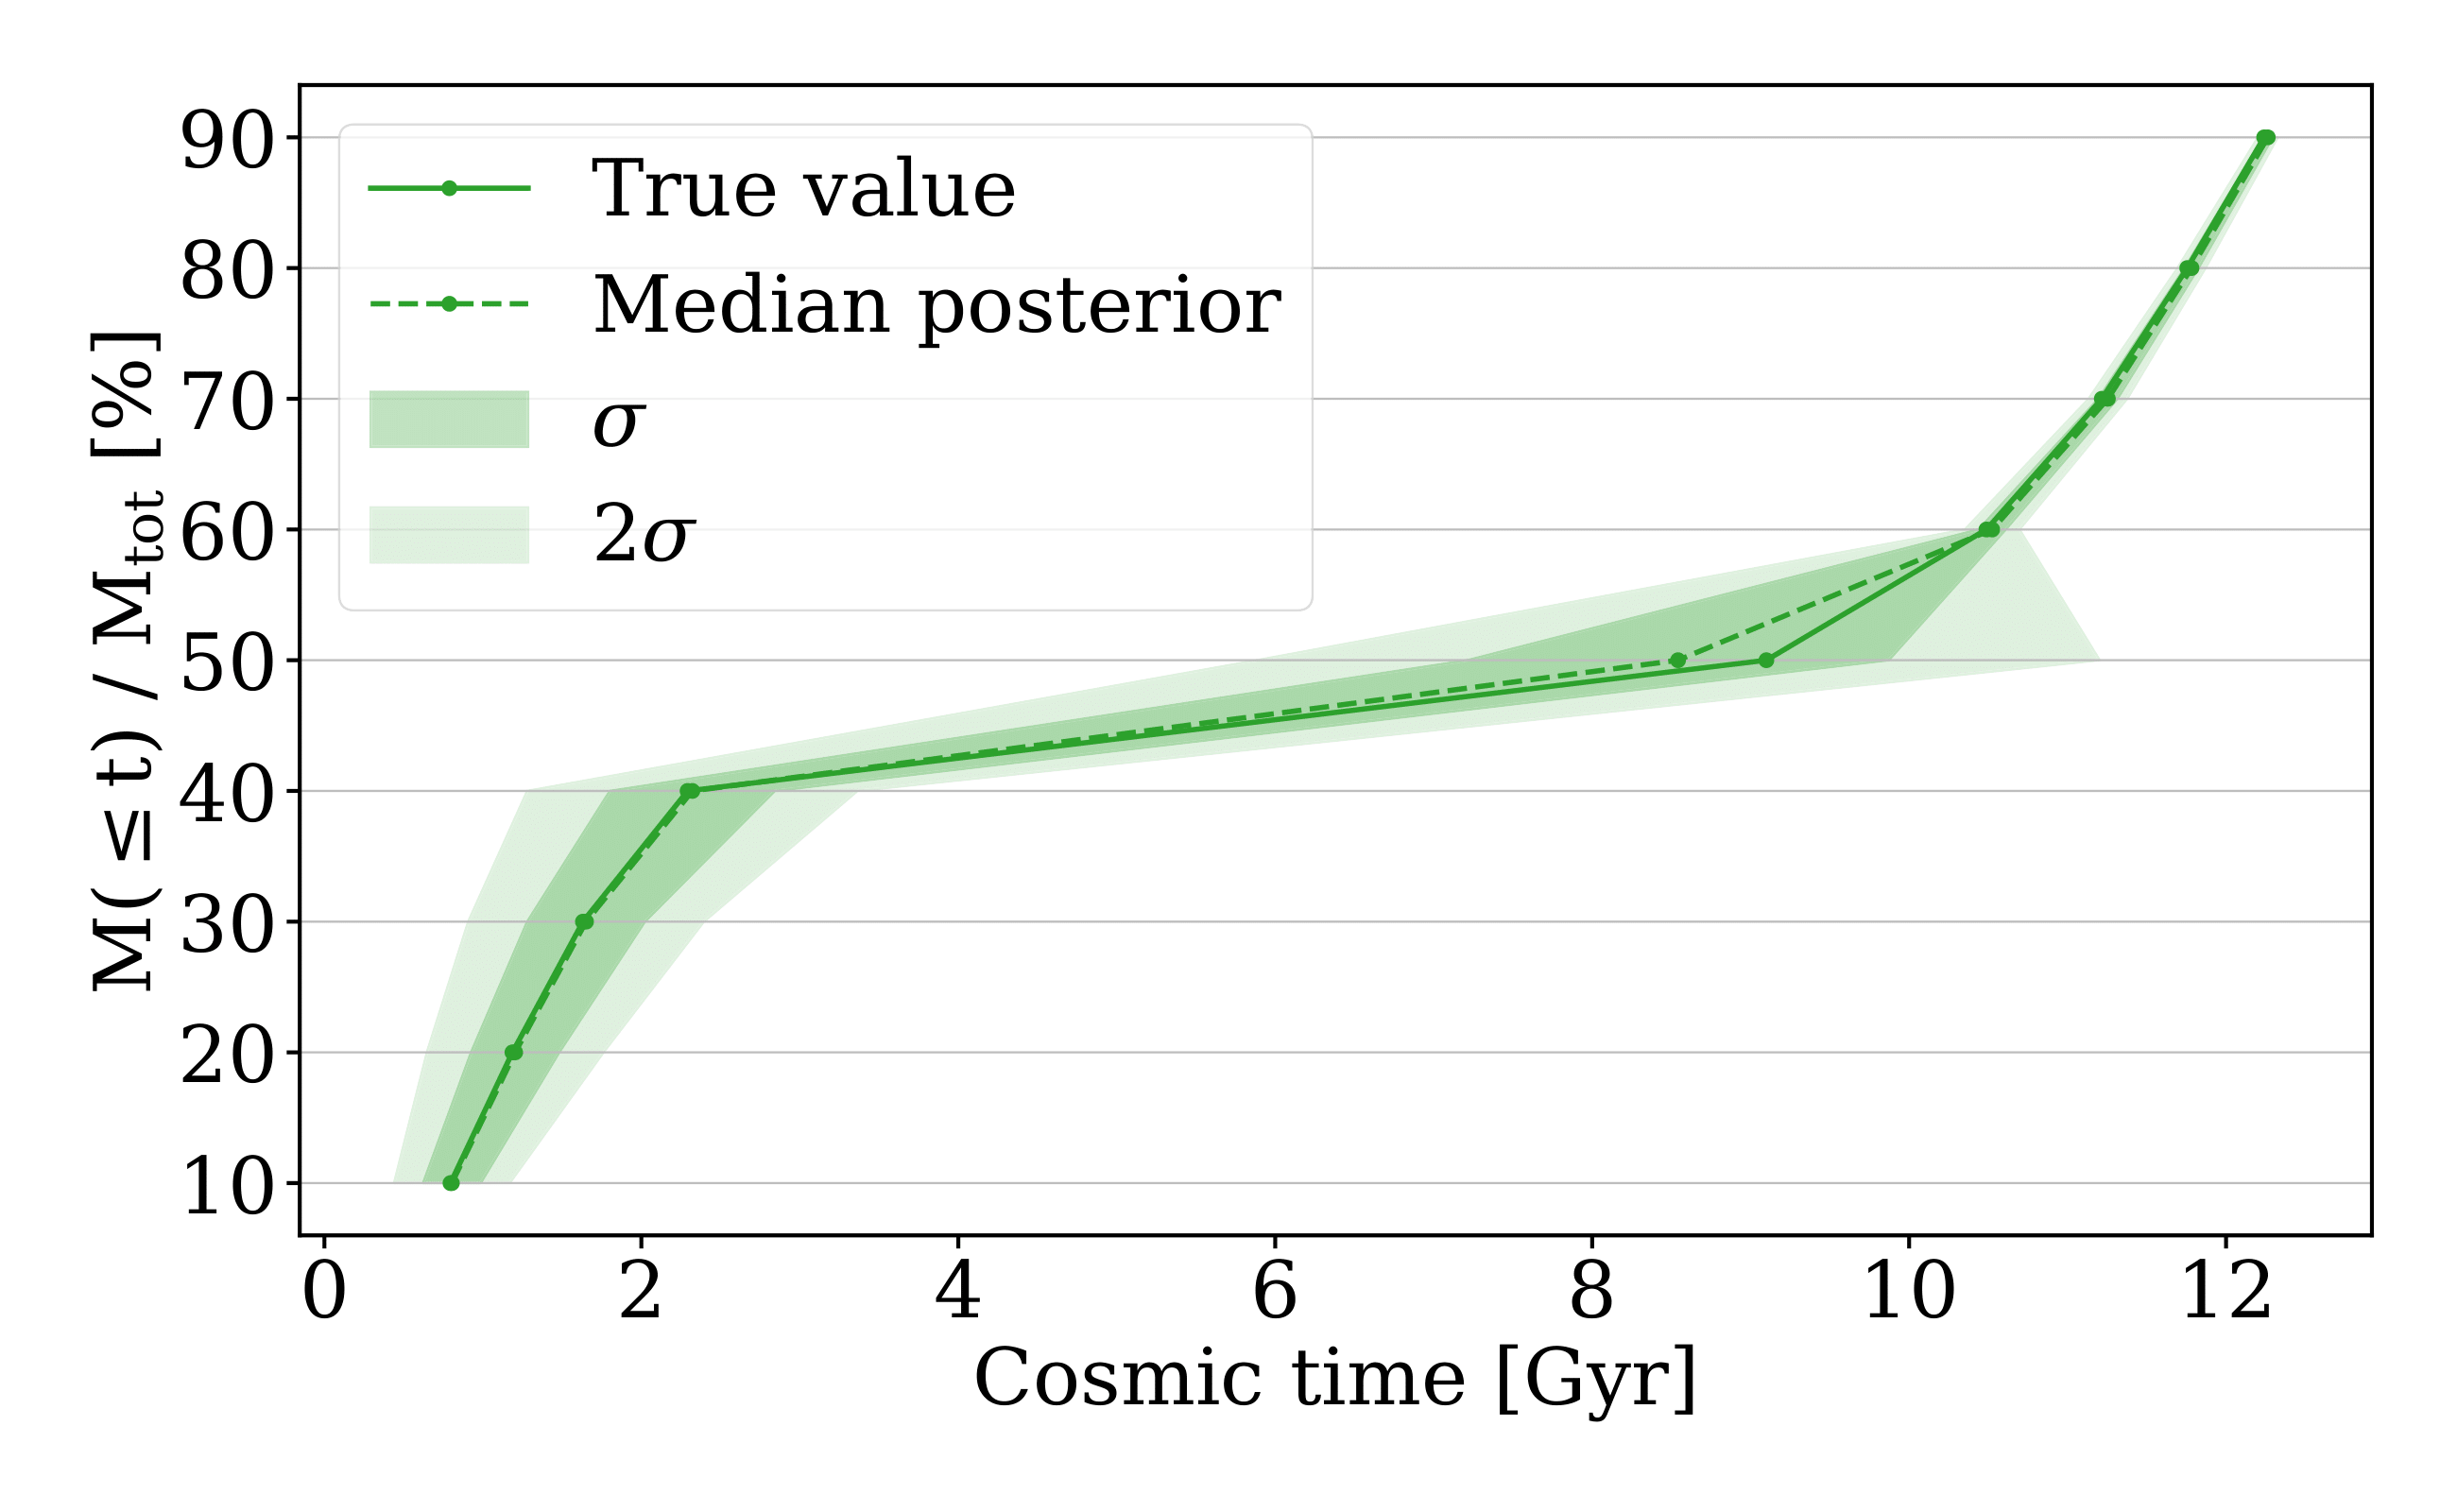 M( ≤ t) / Mtot [%]
90
80
70
60
50
40
30
20
10
True value
Median posterior
σ
2σ
0 2 4 6 8 10 12
Cosmic time [Gyr]